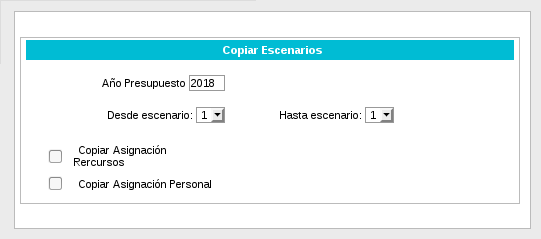 Copiar Escenarios
Año Presupuesto 2018
Desde escenario: 1 Hasta escenario: 1
Copiar Asignación
Rercursos
Copiar Asignación Personal